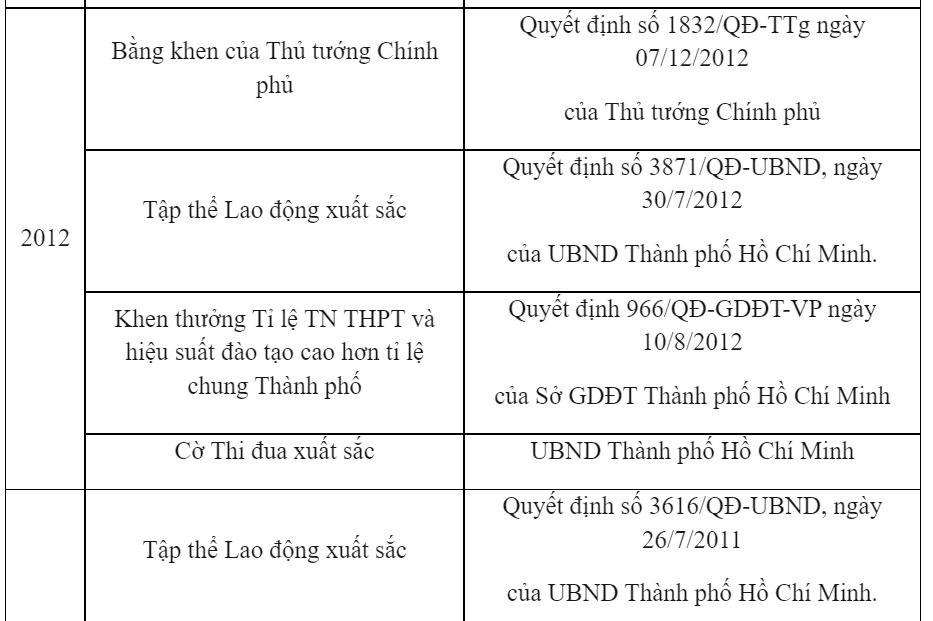 2012
Bằng khen của Thủ tướng Chính
phủ
Quyết định số 1832/QĐ-TTg ngày
07/12/2012
của Thủ tướng Chính phủ
Tập thể Lao động xuất sắc
Quyết định số 3871/QĐ-UBND, ngày
30/7/2012
của UBND Thành phố Hồ Chí Minh.
Khen thưởng Tỉ lệ TN THPT và
hiệu suất đào tạo cao hơn tỉ lệ
chung Thành phố
Quyết định 966/QĐ-GDĐT-VP ngày
10/8/2012
của Sở GDĐT Thành phố Hồ Chí Minh
Cờ Thi đua xuất sắc
UBND Thành phố Hồ Chí Minh
Tập thể Lao động xuất sắc
Quyết định số 3616/QĐ-UBND, ngày
26/7/2011
của UBND Thành phố Hồ Chí Minh.